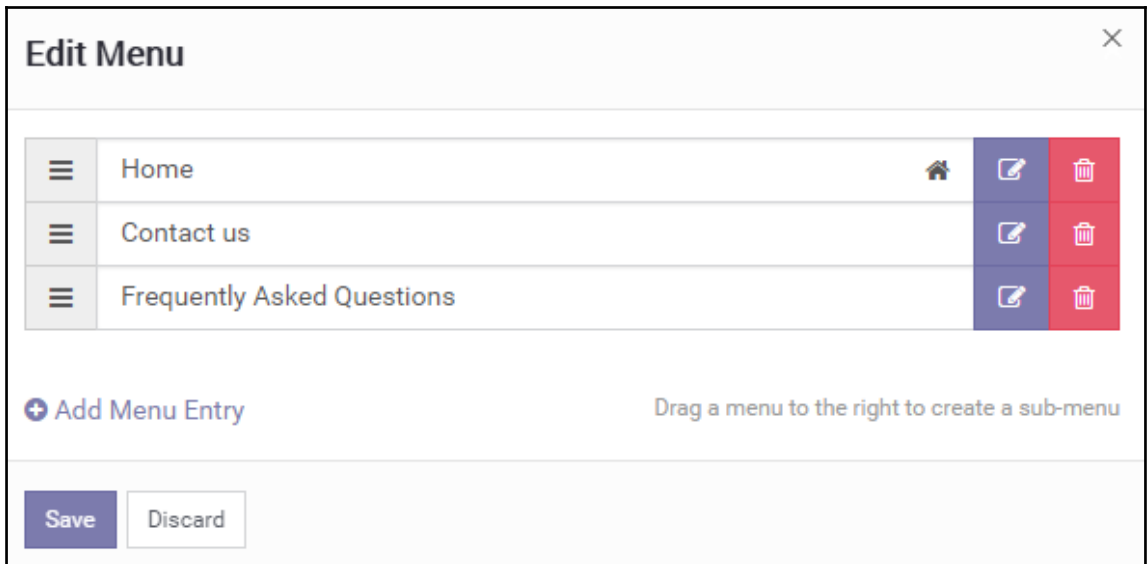 Edit Menu
Home
Contact us
Frequently Asked Questions
Add Menu Entry
Drag a menu to the right to create a sub-menu
Save
Discard